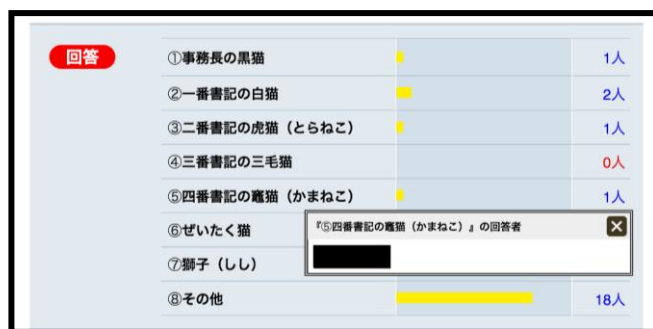 回答
①事務長の黒猫 1人
②一番書記の白猫 2人
③二番書記の虎猫（とらねこ） 1人
④三番書記の三毛猫 0人
⑤四番書記の竈猫（かまねこ） 1人
⑥ぜいたく猫
『⑤四番書記の竈猫（かまねこ）』の回答者
⑦獅子（しし）
⑧その他 18人